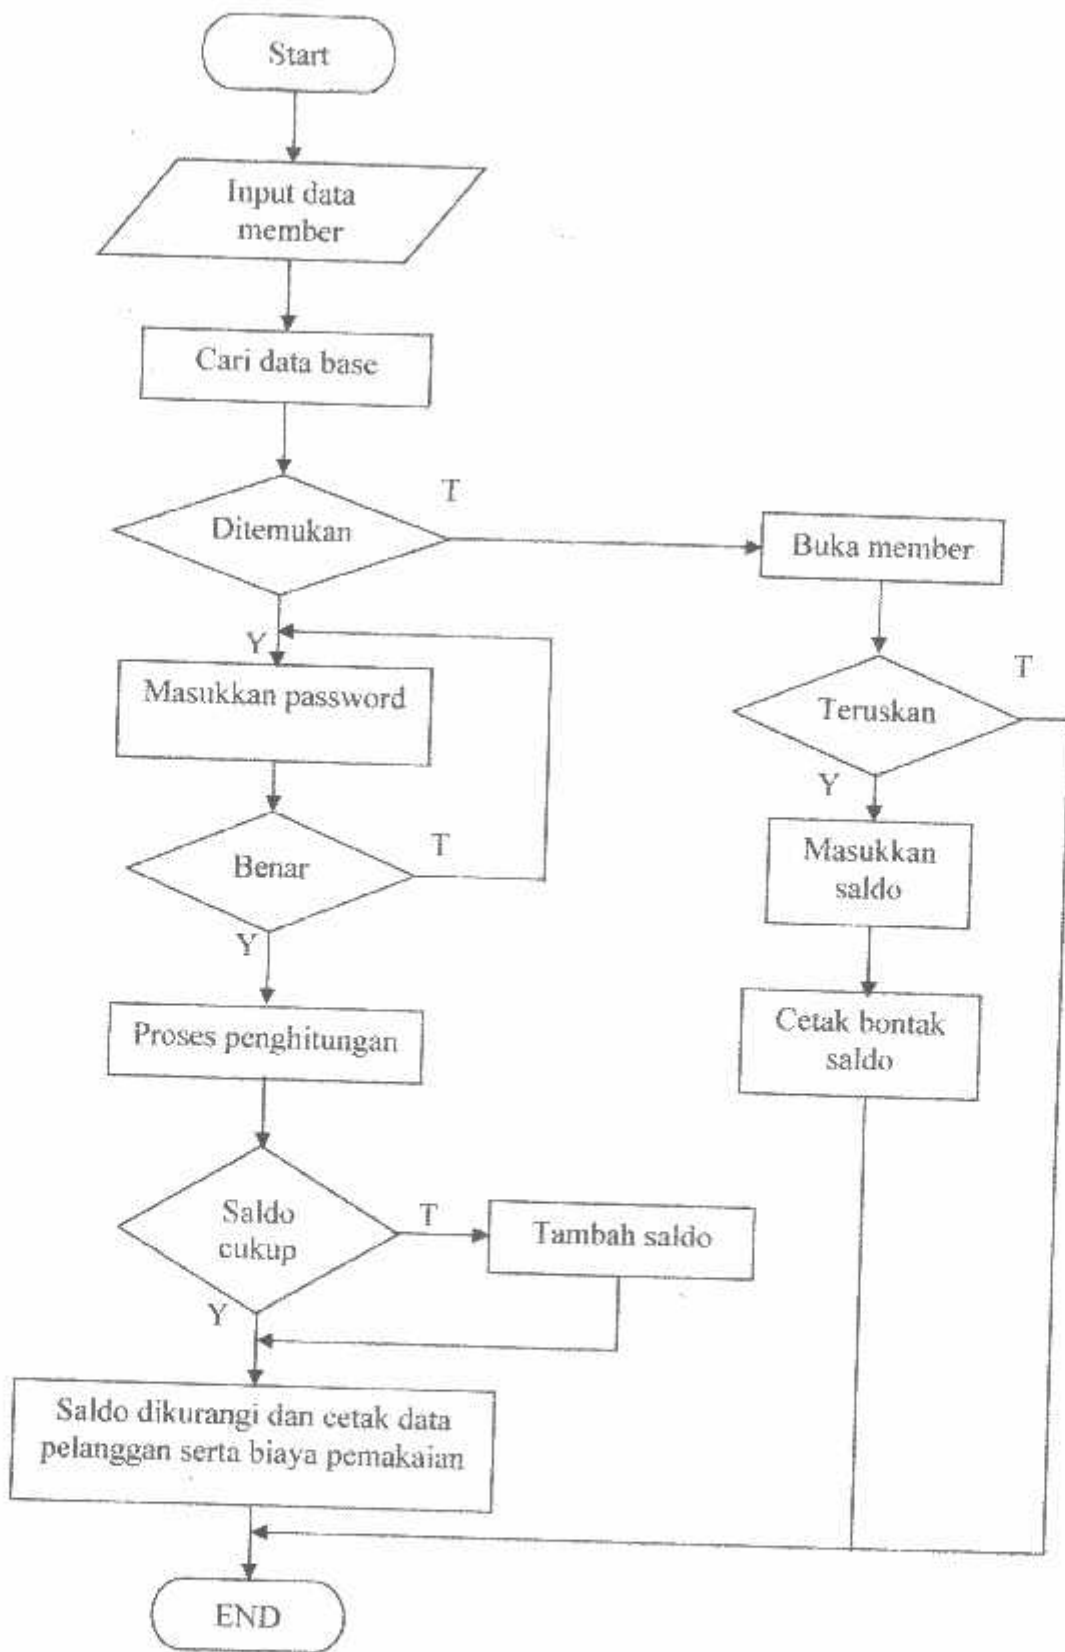 Start
Input data
member
Cari data base
Ditemukan
T
Buka member
Y
Masukkan password
Teruskan
T
Y
Benar
T
Masukkan
saldo
Y
Proses penghitungan
Cetak bontak
saldo
Saldo
cukup
T
Tambah saldo
Y
Saldo dikurangi dan cetak data
pelanggan serta biaya pemakaian
END